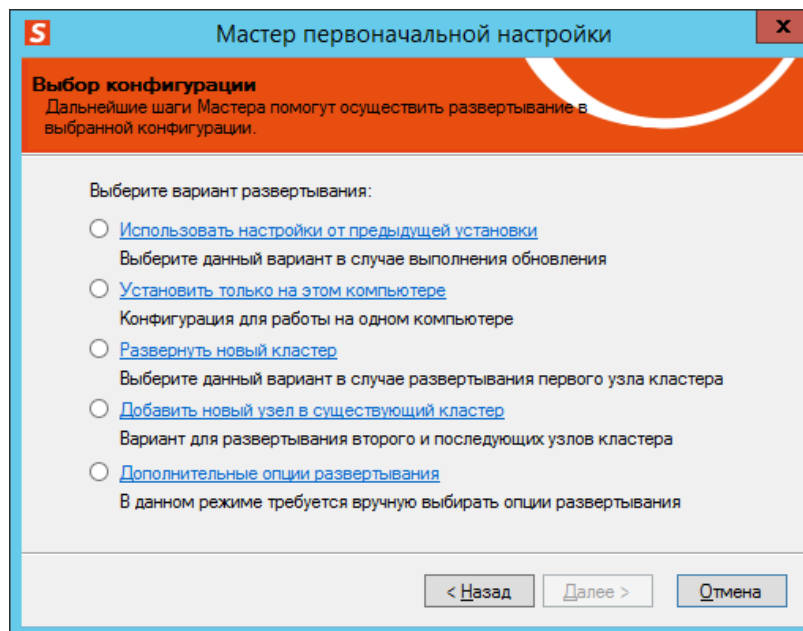 S
Мастер первоначальной настройки
x
Выбор конфигурации
Дальнейшие шаги Мастера помогут осуществить развертывание в
выбранной конфигурации.
Выберите вариант развертывания:
Использовать настройки от предыдущей установки
Выберите данный вариант в случае выполнения обновления
Установить только на этом компьютере
Конфигурация для работы на одном компьютере
Развернуть новый кластер
Выберите данный вариант в случае развертывания первого узла кластера
Добавить новый узел в существующий кластер
Вариант для развертывания второго и последующих узлов кластера
Дополнительные опции развертывания
В данном режиме требуется вручную выбирать опции развертывания
< Назад Далее > Отмена